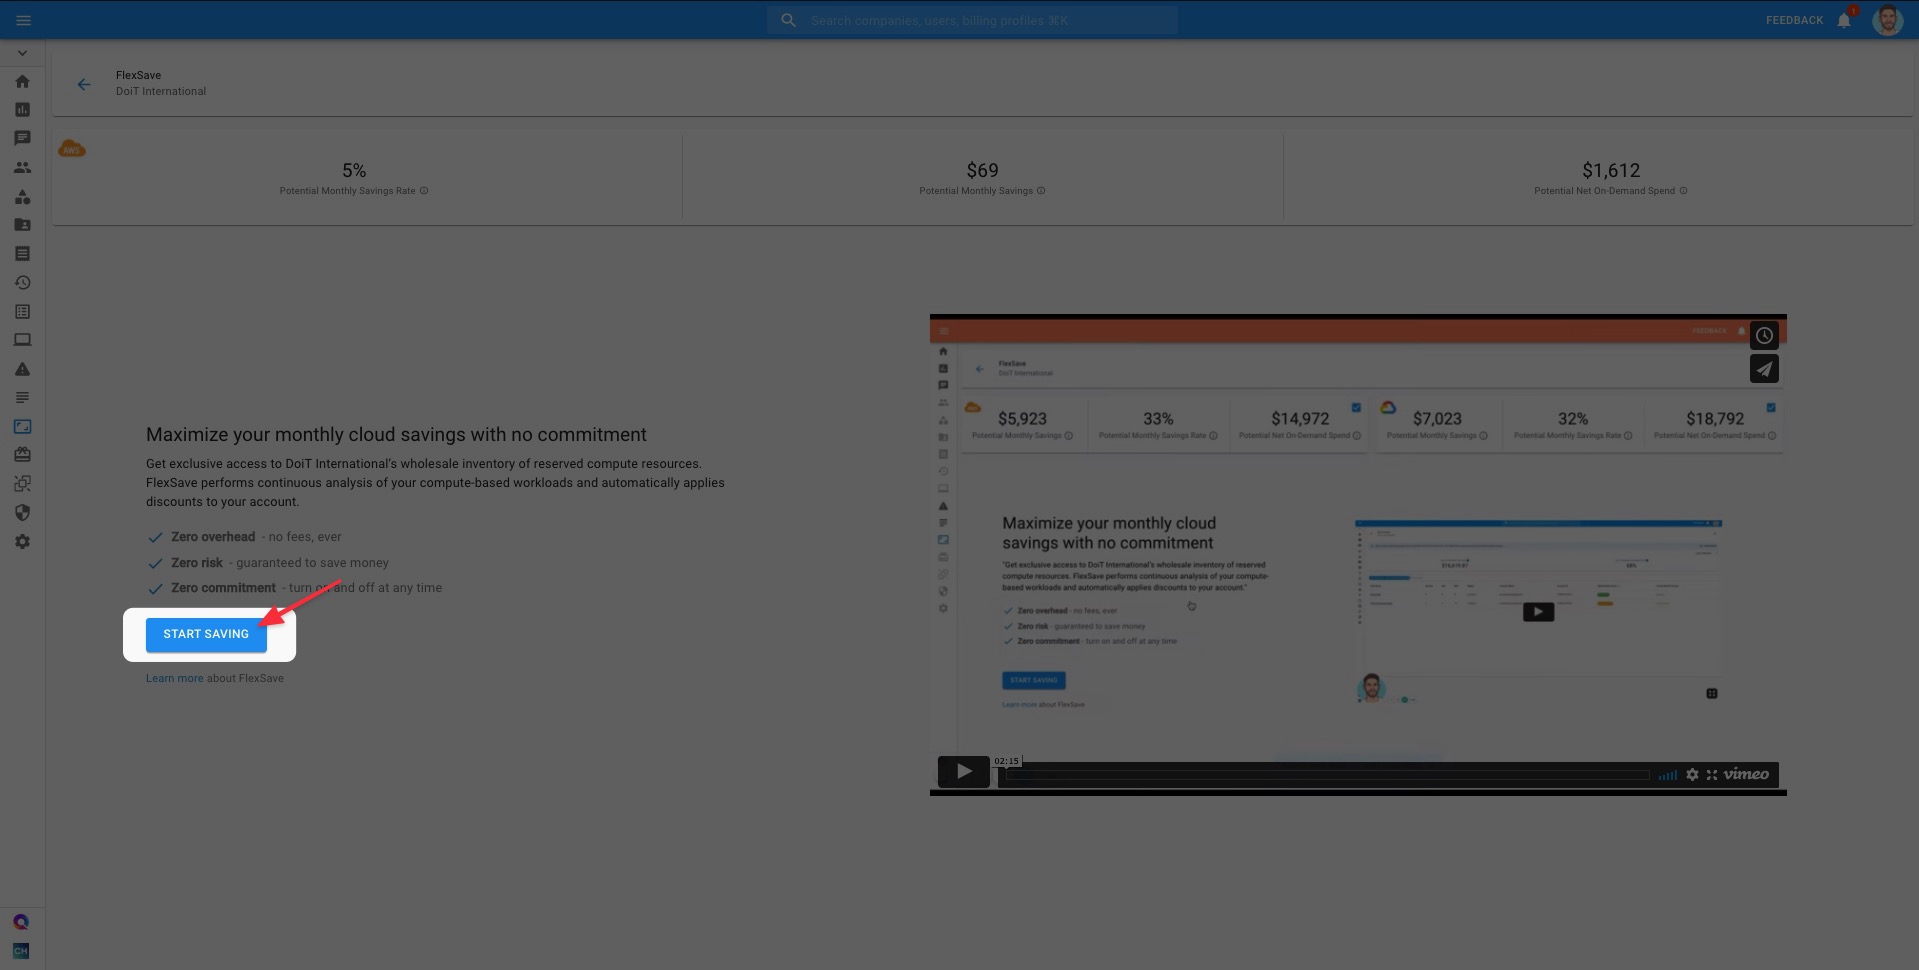 Search companies, users, billing profiles ⌘K
FEEDBACK
1
FlexSave
DoiT International
AWS
5%
Potential Monthly Savings Rate
$69
Potential Monthly Savings
$1,612
Potential Net On-Demand Spend
Maximize your monthly cloud savings with no commitment
Get exclusive access to DoiT International's wholesale inventory of reserved compute resources.
FlexSave performs continuous analysis of your compute-based workloads and automatically applies
discounts to your account.
Zero overhead - no fees, ever
Zero risk - guaranteed to save money
Zero commitment - turn on and off at any time
START SAVING
Learn more about FlexSave
FEEDBACK
FlexSave
DoiT International
$5,923
Potential Monthly Savings
33%
Potential Monthly Savings Rate
$14,972
Potential Net On-Demand Spend
$7,023
Potential Monthly Savings
32%
Potential Monthly Savings Rate
$18,792
Potential Net On-Demand Spend
Maximize your monthly cloud
savings with no commitment
"Get exclusive access to DoiT International's wholesale inventory of reserved
compute resources. FlexSave performs continuous analysis of your compute-
based workloads and automatically applies discounts to your account."
Zero overhead - no fees, ever
Zero risk - guaranteed to save money
Zero commitment - turn on and off at any time
START SAVING
Learn more about FlexSave
02:15
vimeo
CH